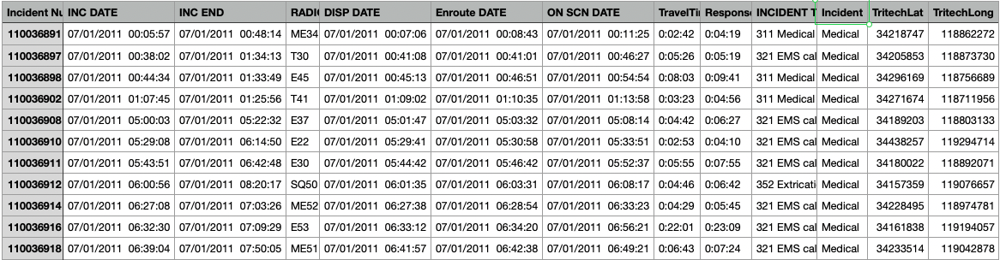 Incident Nu INC DATE INC END RADI DISP DATE Enroute DATE ON SCN DATE TravelTi Respons INCIDENT T Incident TritechLat TritechLong
110036891 07/01/2011 00:05:57 07/01/2011 00:48:14 ME34 07/01/2011 00:07:06 07/01/2011 00:08:43 07/01/2011 00:11:25 0:02:42 0:04:19 311 Medical Medical 34218747 118862272
110036897 07/01/2011 00:38:02 07/01/2011 01:34:13 T30 07/01/2011 00:41:08 07/01/2011 00:41:01 07/01/2011 00:46:27 0:05:26 0:05:19 321 EMS cal Medical 34205853 118873730
110036898 07/01/2011 00:44:34 07/01/2011 01:33:49 E45 07/01/2011 00:45:13 07/01/2011 00:46:51 07/01/2011 00:54:54 0:08:03 0:09:41 311 Medical Medical 34296169 118756689
110036902 07/01/2011 01:07:45 07/01/2011 01:25:56 T41 07/01/2011 01:09:02 07/01/2011 01:10:35 07/01/2011 01:13:58 0:03:23 0:04:56 311 Medical Medical 34271674 118711956
110036908 07/01/2011 05:00:03 07/01/2011 05:22:32 E37 07/01/2011 05:01:47 07/01/2011 05:03:32 07/01/2011 05:08:14 0:04:42 0:06:27 321 EMS cal Medical 34189203 118803133
110036910 07/01/2011 05:29:08 07/01/2011 06:14:50 E22 07/01/2011 05:29:41 07/01/2011 05:30:58 07/01/2011 05:33:51 0:02:53 0:04:10 321 EMS cal Medical 34438257 119294714
110036911 07/01/2011 05:43:51 07/01/2011 06:42:48 E30 07/01/2011 05:44:42 07/01/2011 05:46:42 07/01/2011 05:52:37 0:05:55 0:07:55 321 EMS cal Medical 34180022 118892071
110036912 07/01/2011 06:00:56 07/01/2011 08:20:17 SQ50 07/01/2011 06:01:35 07/01/2011 06:03:31 07/01/2011 06:08:17 0:04:46 0:06:42 352 Extricati Medical 34157359 119076657
110036914 07/01/2011 06:27:08 07/01/2011 07:03:26 ME52 07/01/2011 06:27:38 07/01/2011 06:28:54 07/01/2011 06:33:23 0:04:29 0:05:45 321 EMS cal Medical 34228495 118974781
110036916 07/01/2011 06:32:30 07/01/2011 07:09:29 E53 07/01/2011 06:33:12 07/01/2011 06:34:20 07/01/2011 06:56:21 0:22:01 0:23:09 321 EMS cal Medical 34161838 119194057
110036918 07/01/2011 06:39:04 07/01/2011 07:50:05 ME51 07/01/2011 06:41:57 07/01/2011 06:42:38 07/01/2011 06:49:21 0:06:43 0:07:24 321 EMS cal Medical 34233514 119042878